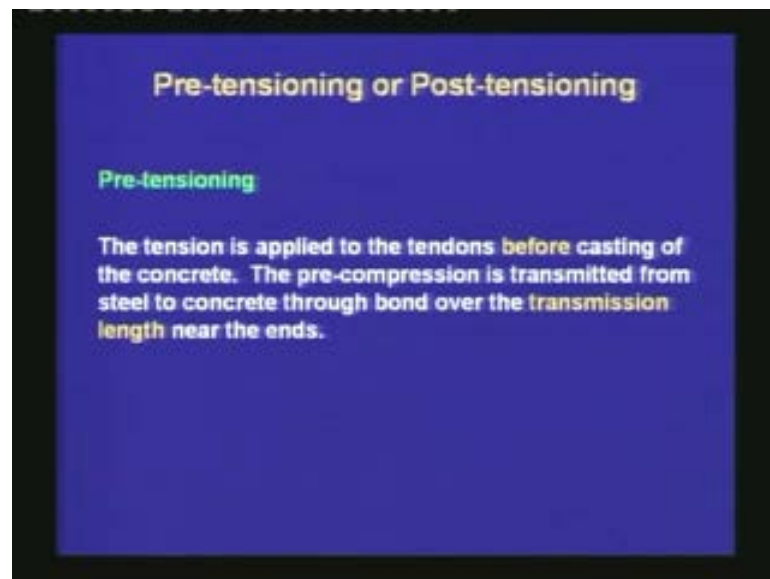 Pre-tensioning or Post-tensioning
Pre-tensioning
The tension is applied to the tendons before casting of
the concrete. The pre-compression is transmitted from
steel to concrete through bond over the transmission
length near the ends.